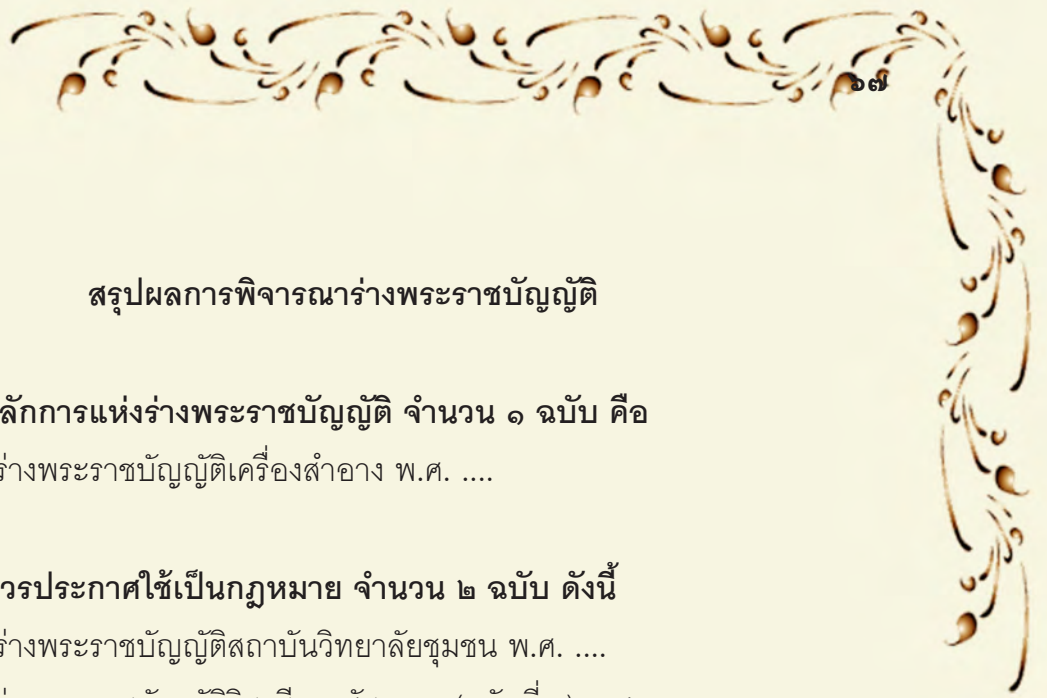 ๖๗
สรุปผลการพิจารณาร่างพระราชบัญญัติ
ลักการแห่งร่างพระราชบัญญัติ จำนวน ๑ ฉบับ คือ
ร่างพระราชบัญญัติเครื่องสำอาง พ.ศ. ....
วรประกาศใช้เป็นกฎหมาย จำนวน ๒ ฉบับ ดังนี้
ร่างพระราชบัญญัติสถาบันวิทยาลัยชุมชน พ.ศ. ....